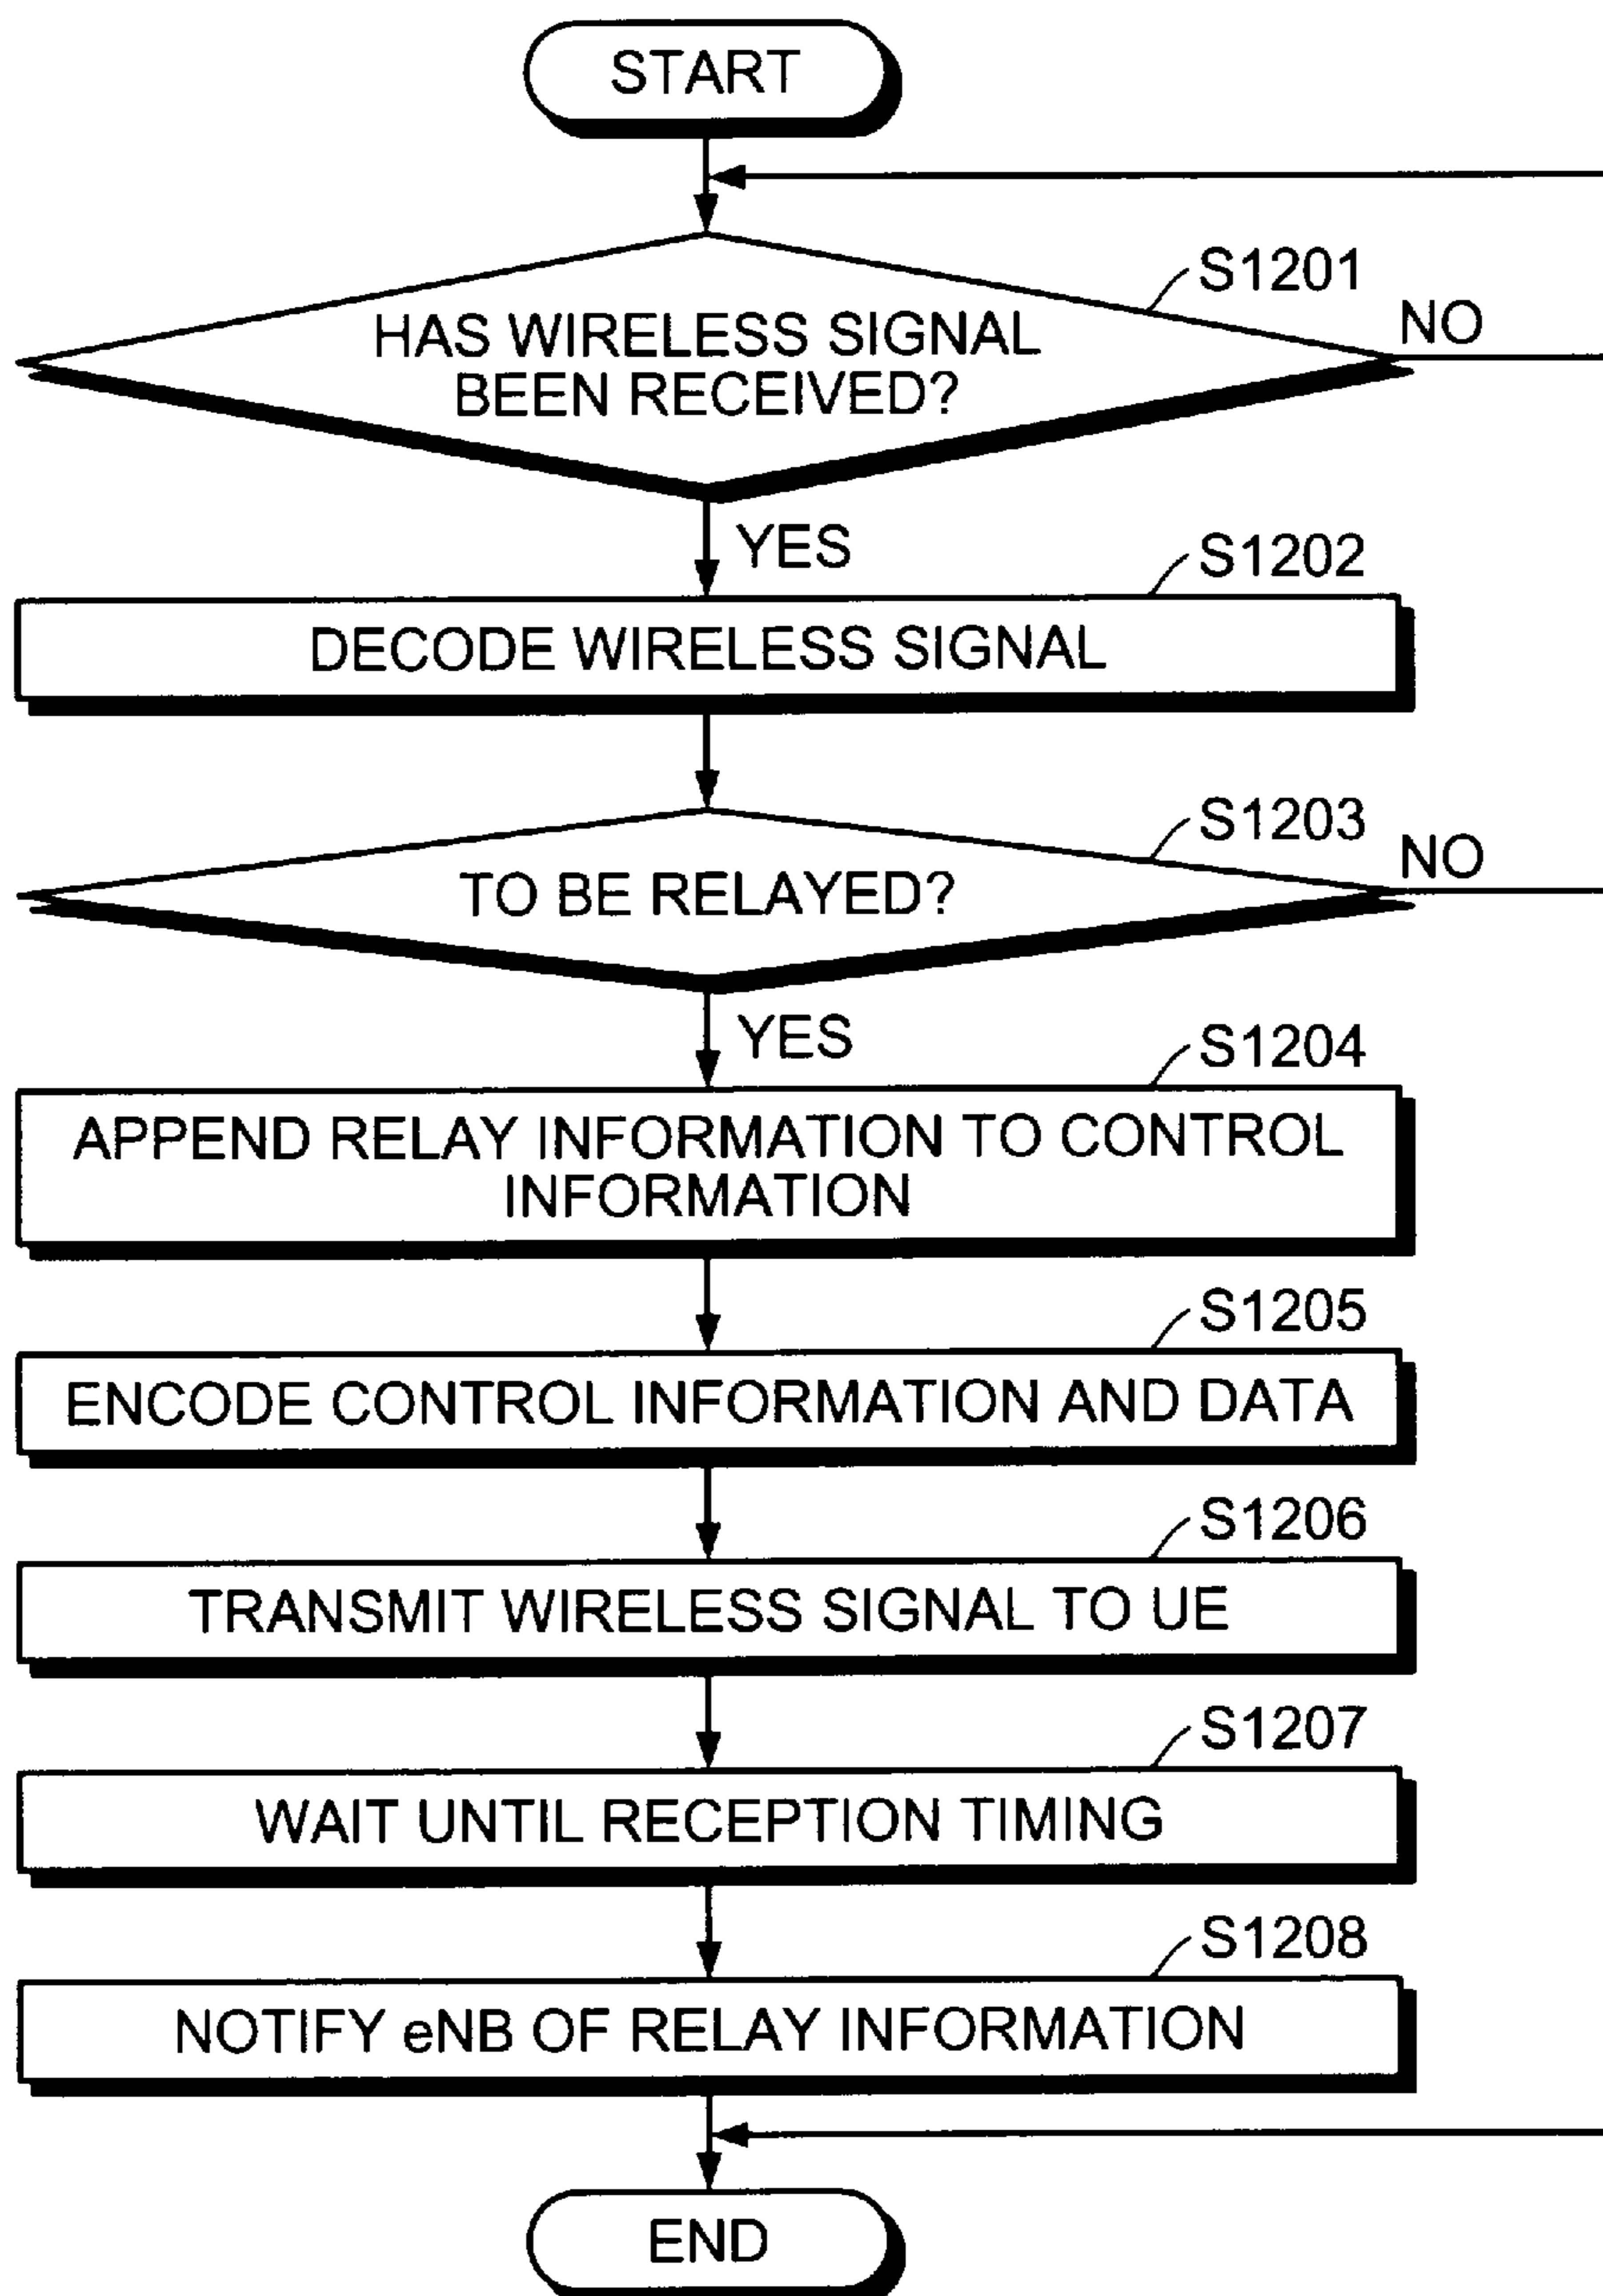 START
S1201
HAS WIRELESS SIGNAL
BEEN RECEIVED?
NO
YES
S1202
DECODE WIRELESS SIGNAL
S1203
TO BE RELAYED?
NO
YES
S1204
APPEND RELAY INFORMATION TO CONTROL
INFORMATION
S1205
ENCODE CONTROL INFORMATION AND DATA
S1206
TRANSMIT WIRELESS SIGNAL TO UE
S1207
WAIT UNTIL RECEPTION TIMING
S1208
NOTIFY eNB OF RELAY INFORMATION
END